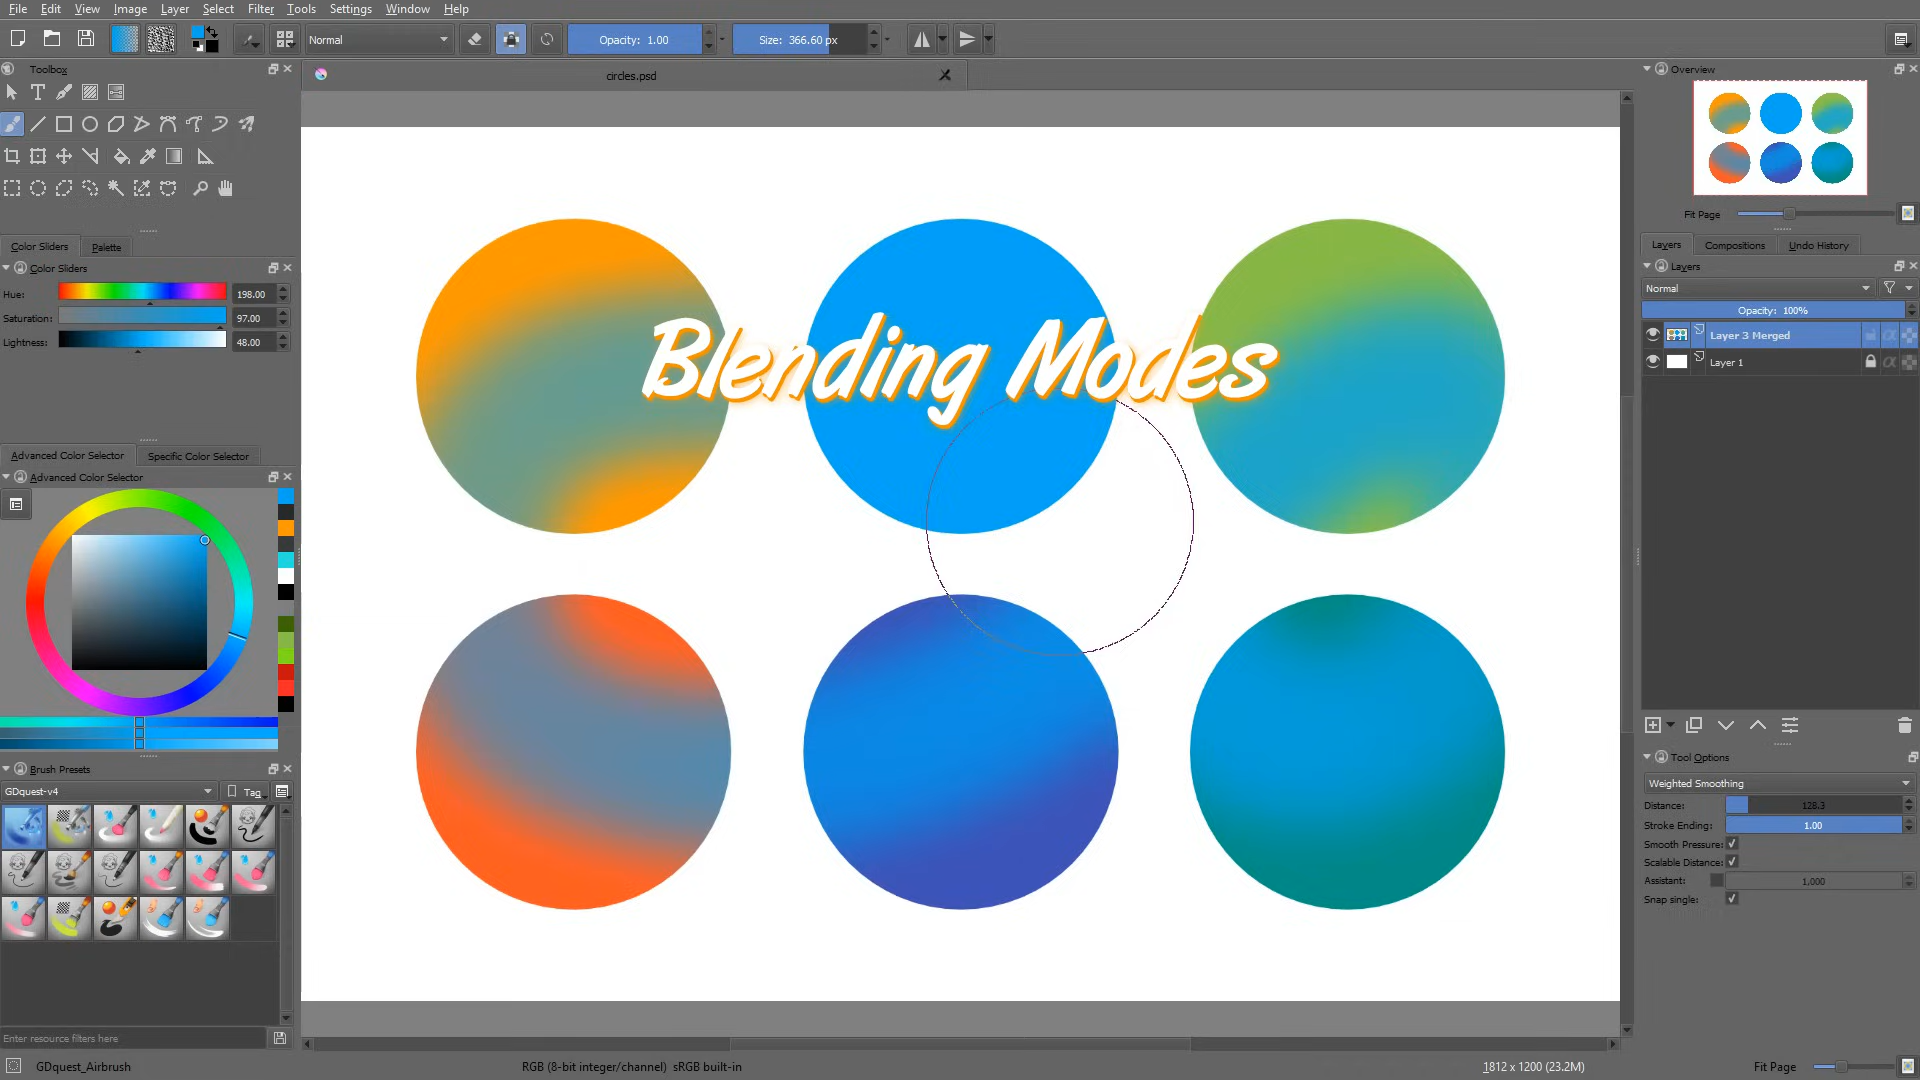 File Edit View Image Layer Select Filter Tools Settings Window Help
Normal
Opacity: 1.00
Size: 366.60 px
Toolbox
circles.psd
Overview
Fit Page
Color Sliders Palette
Color Sliders
Hue: 198.00
Saturation: 97.00
Lightness: 48.00
Layers Compositions Undo History
Layers
Normal
Opacity: 100%
Layer 3 Merged
Layer 1
Blending Modes
Advanced Color Selector Specific Color Selector
Advanced Color Selector
Brush Presets
GDquest-v4
Tag
Tool Options
Weighted Smoothing
Distance: 128.3
Stroke Ending: 1.00
Smooth Pressure:
Scalable Distance:
Assistant: 1,000
Snap single:
Enter resource filters here
GDquest_Airbrush
RGB (8-bit integer/channel) sRGB built-in
1812 x 1200 (23.2M)
Fit Page